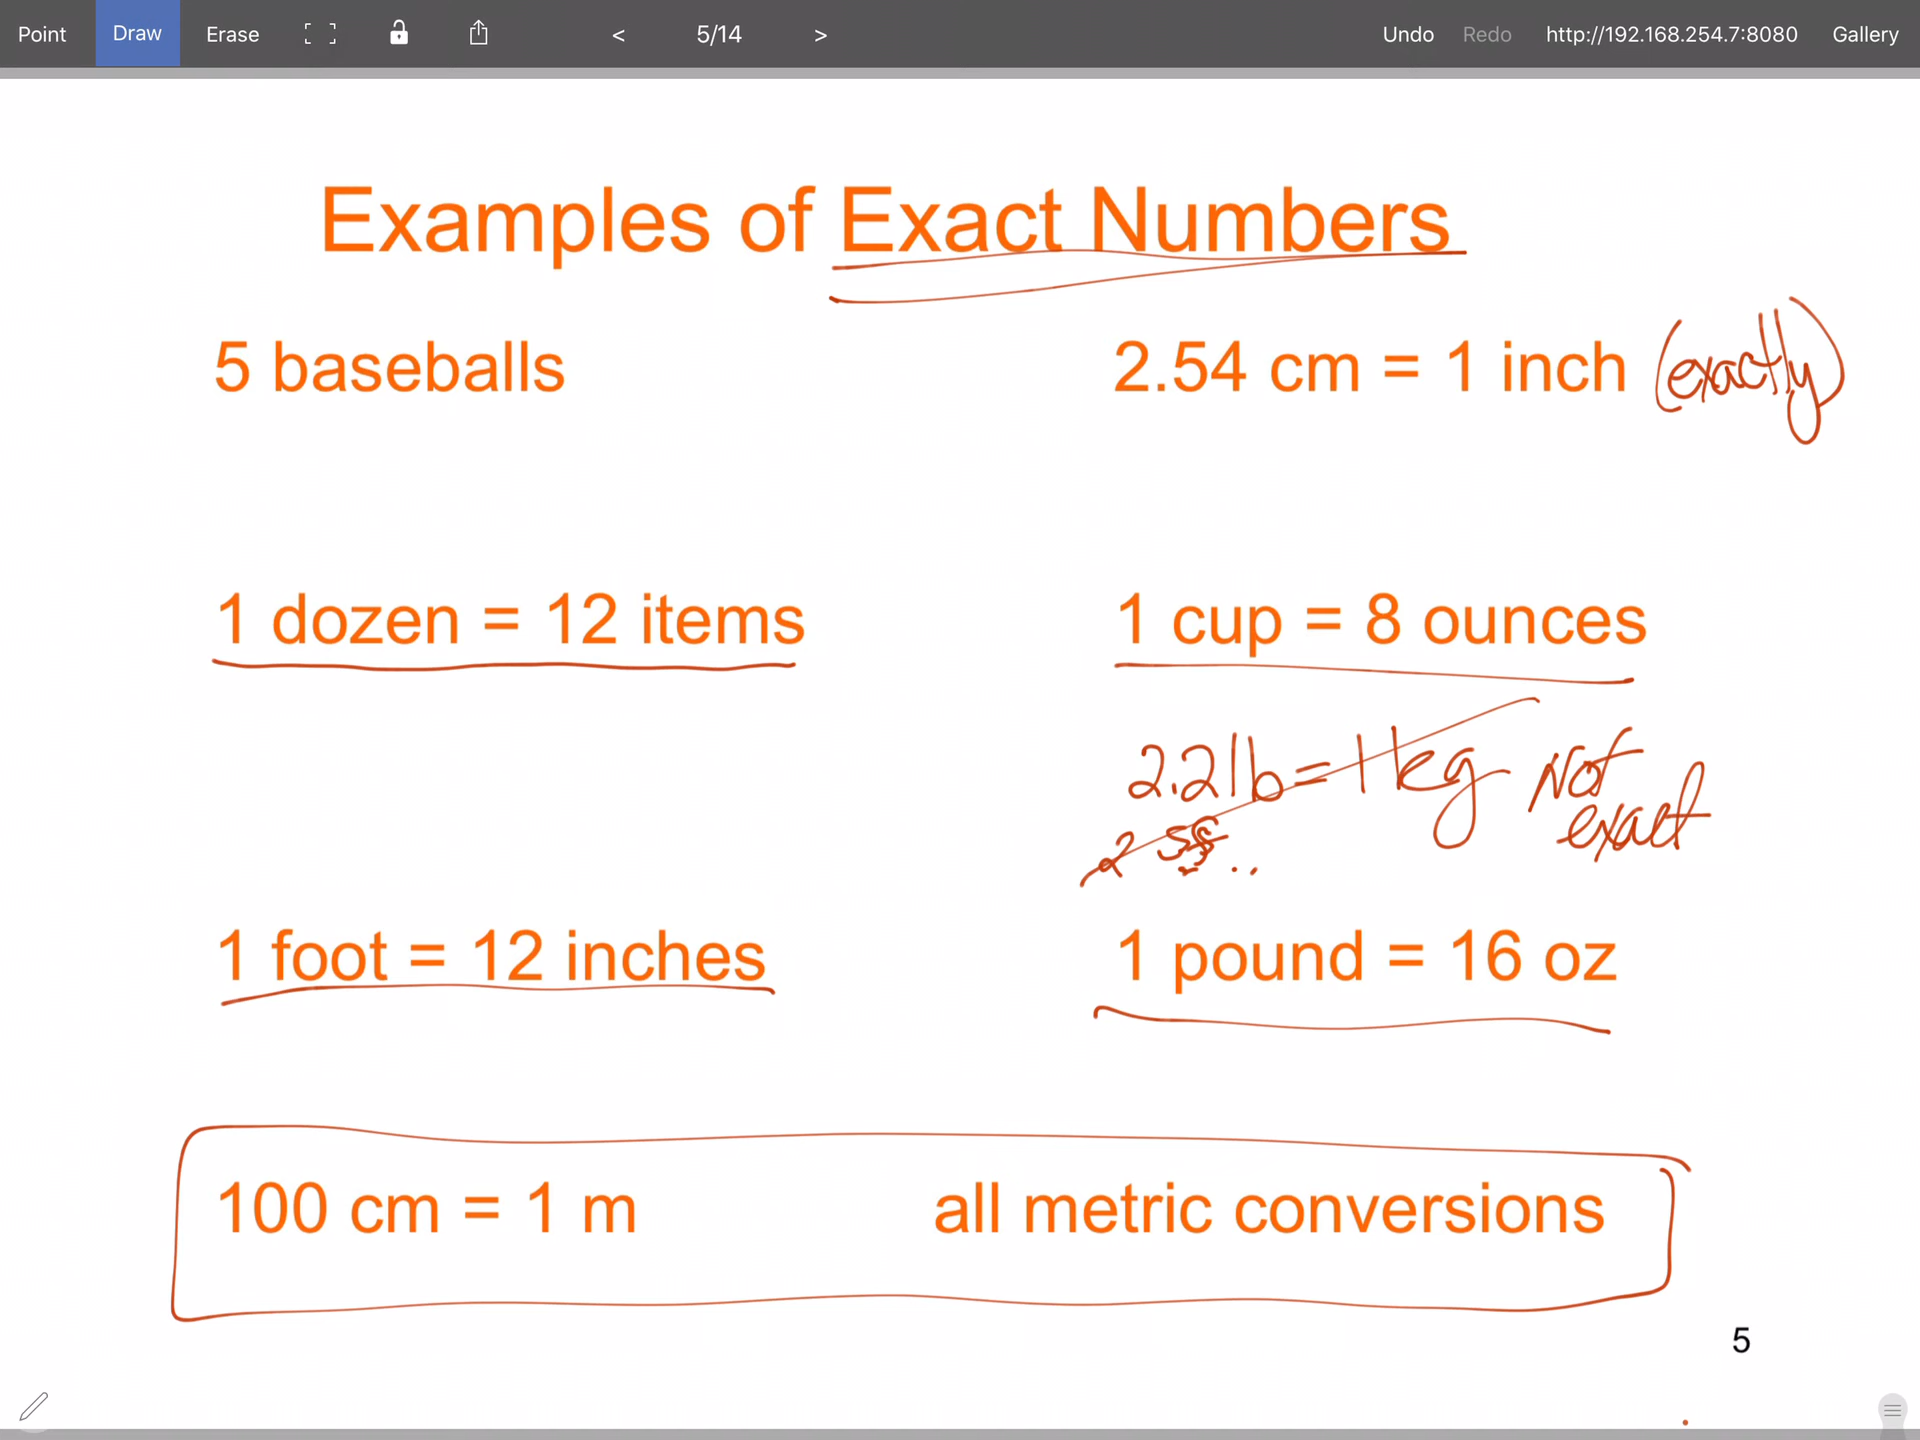 Point Draw Erase < 5/14 > Undo Redo http://192.168.254.7:8080 Gallery
Examples of Exact Numbers
5 baseballs
2.54 cm = 1 inch (exactly)
1 dozen = 12 items
1 cup = 8 ounces
2.2 lb = 1 kg Not
exact
1 foot = 12 inches
1 pound = 16 oz
100 cm = 1 m
all metric conversions
5